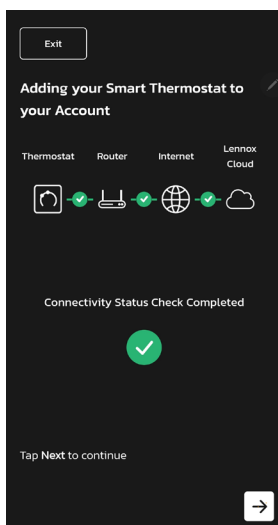 Exit
Adding your Smart Thermostat to
your Account
Thermostat Router Internet Lennox
Cloud
Connectivity Status Check Completed
Tap Next to continue